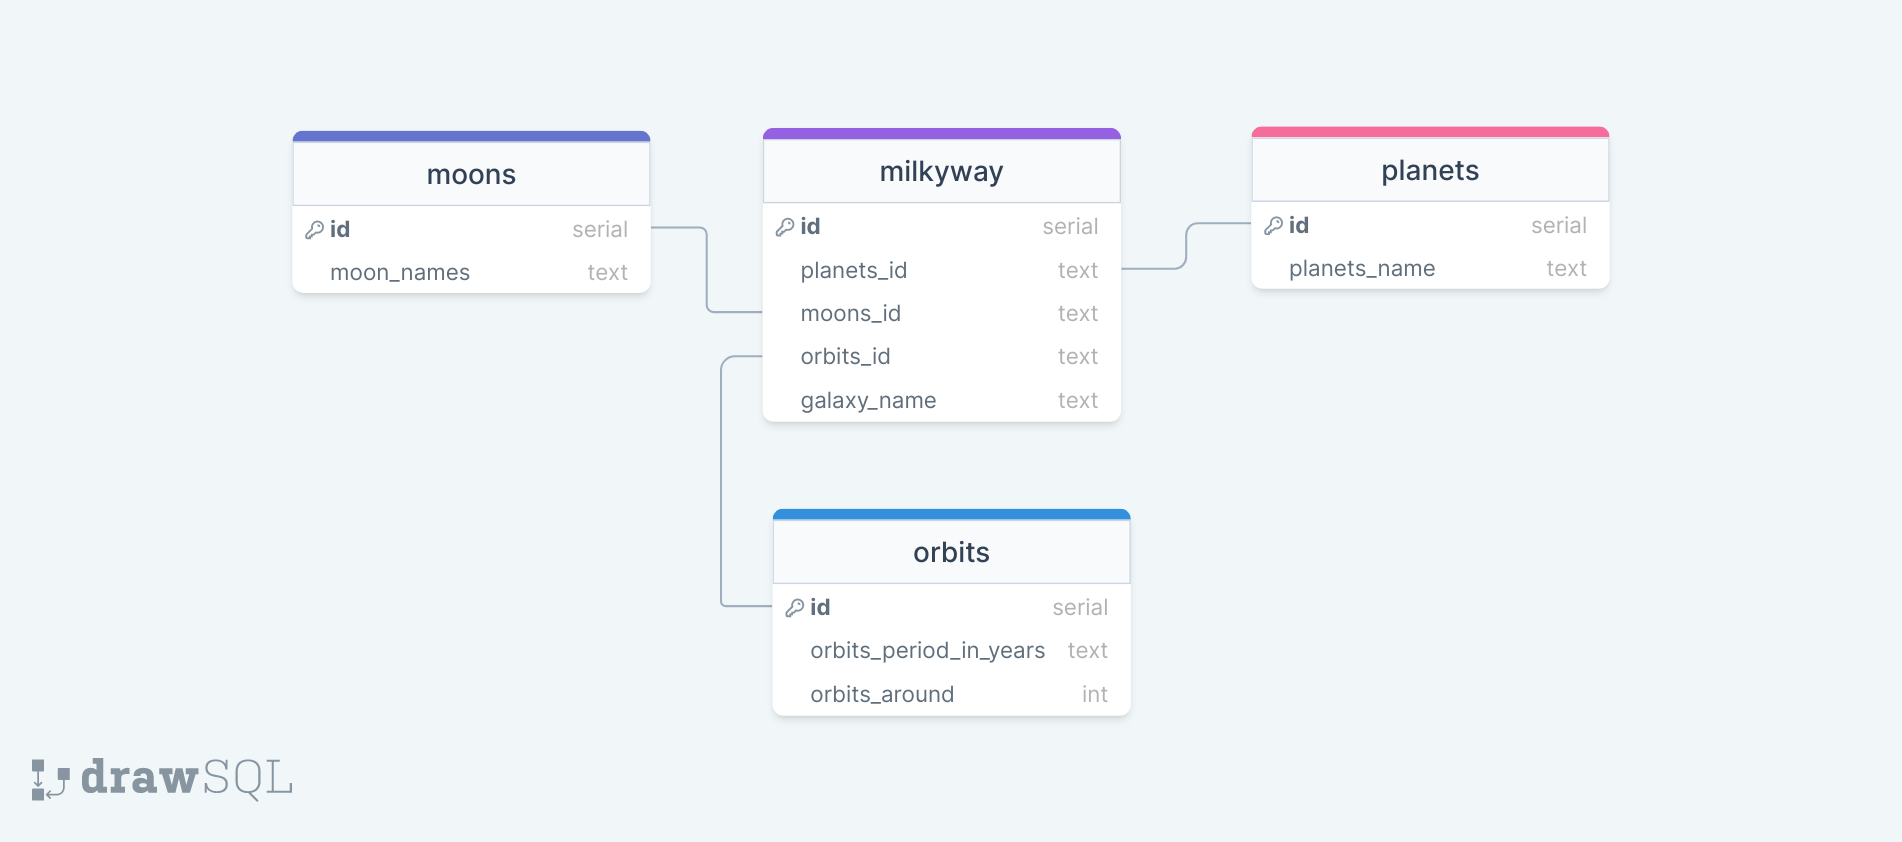 moons
id serial
moon_names text
milkyway
id serial
planets_id text
moons_id text
orbits_id text
galaxy_name text
planets
id serial
planets_name text
orbits
id serial
orbits_period_in_years text
orbits_around int
drawSQL